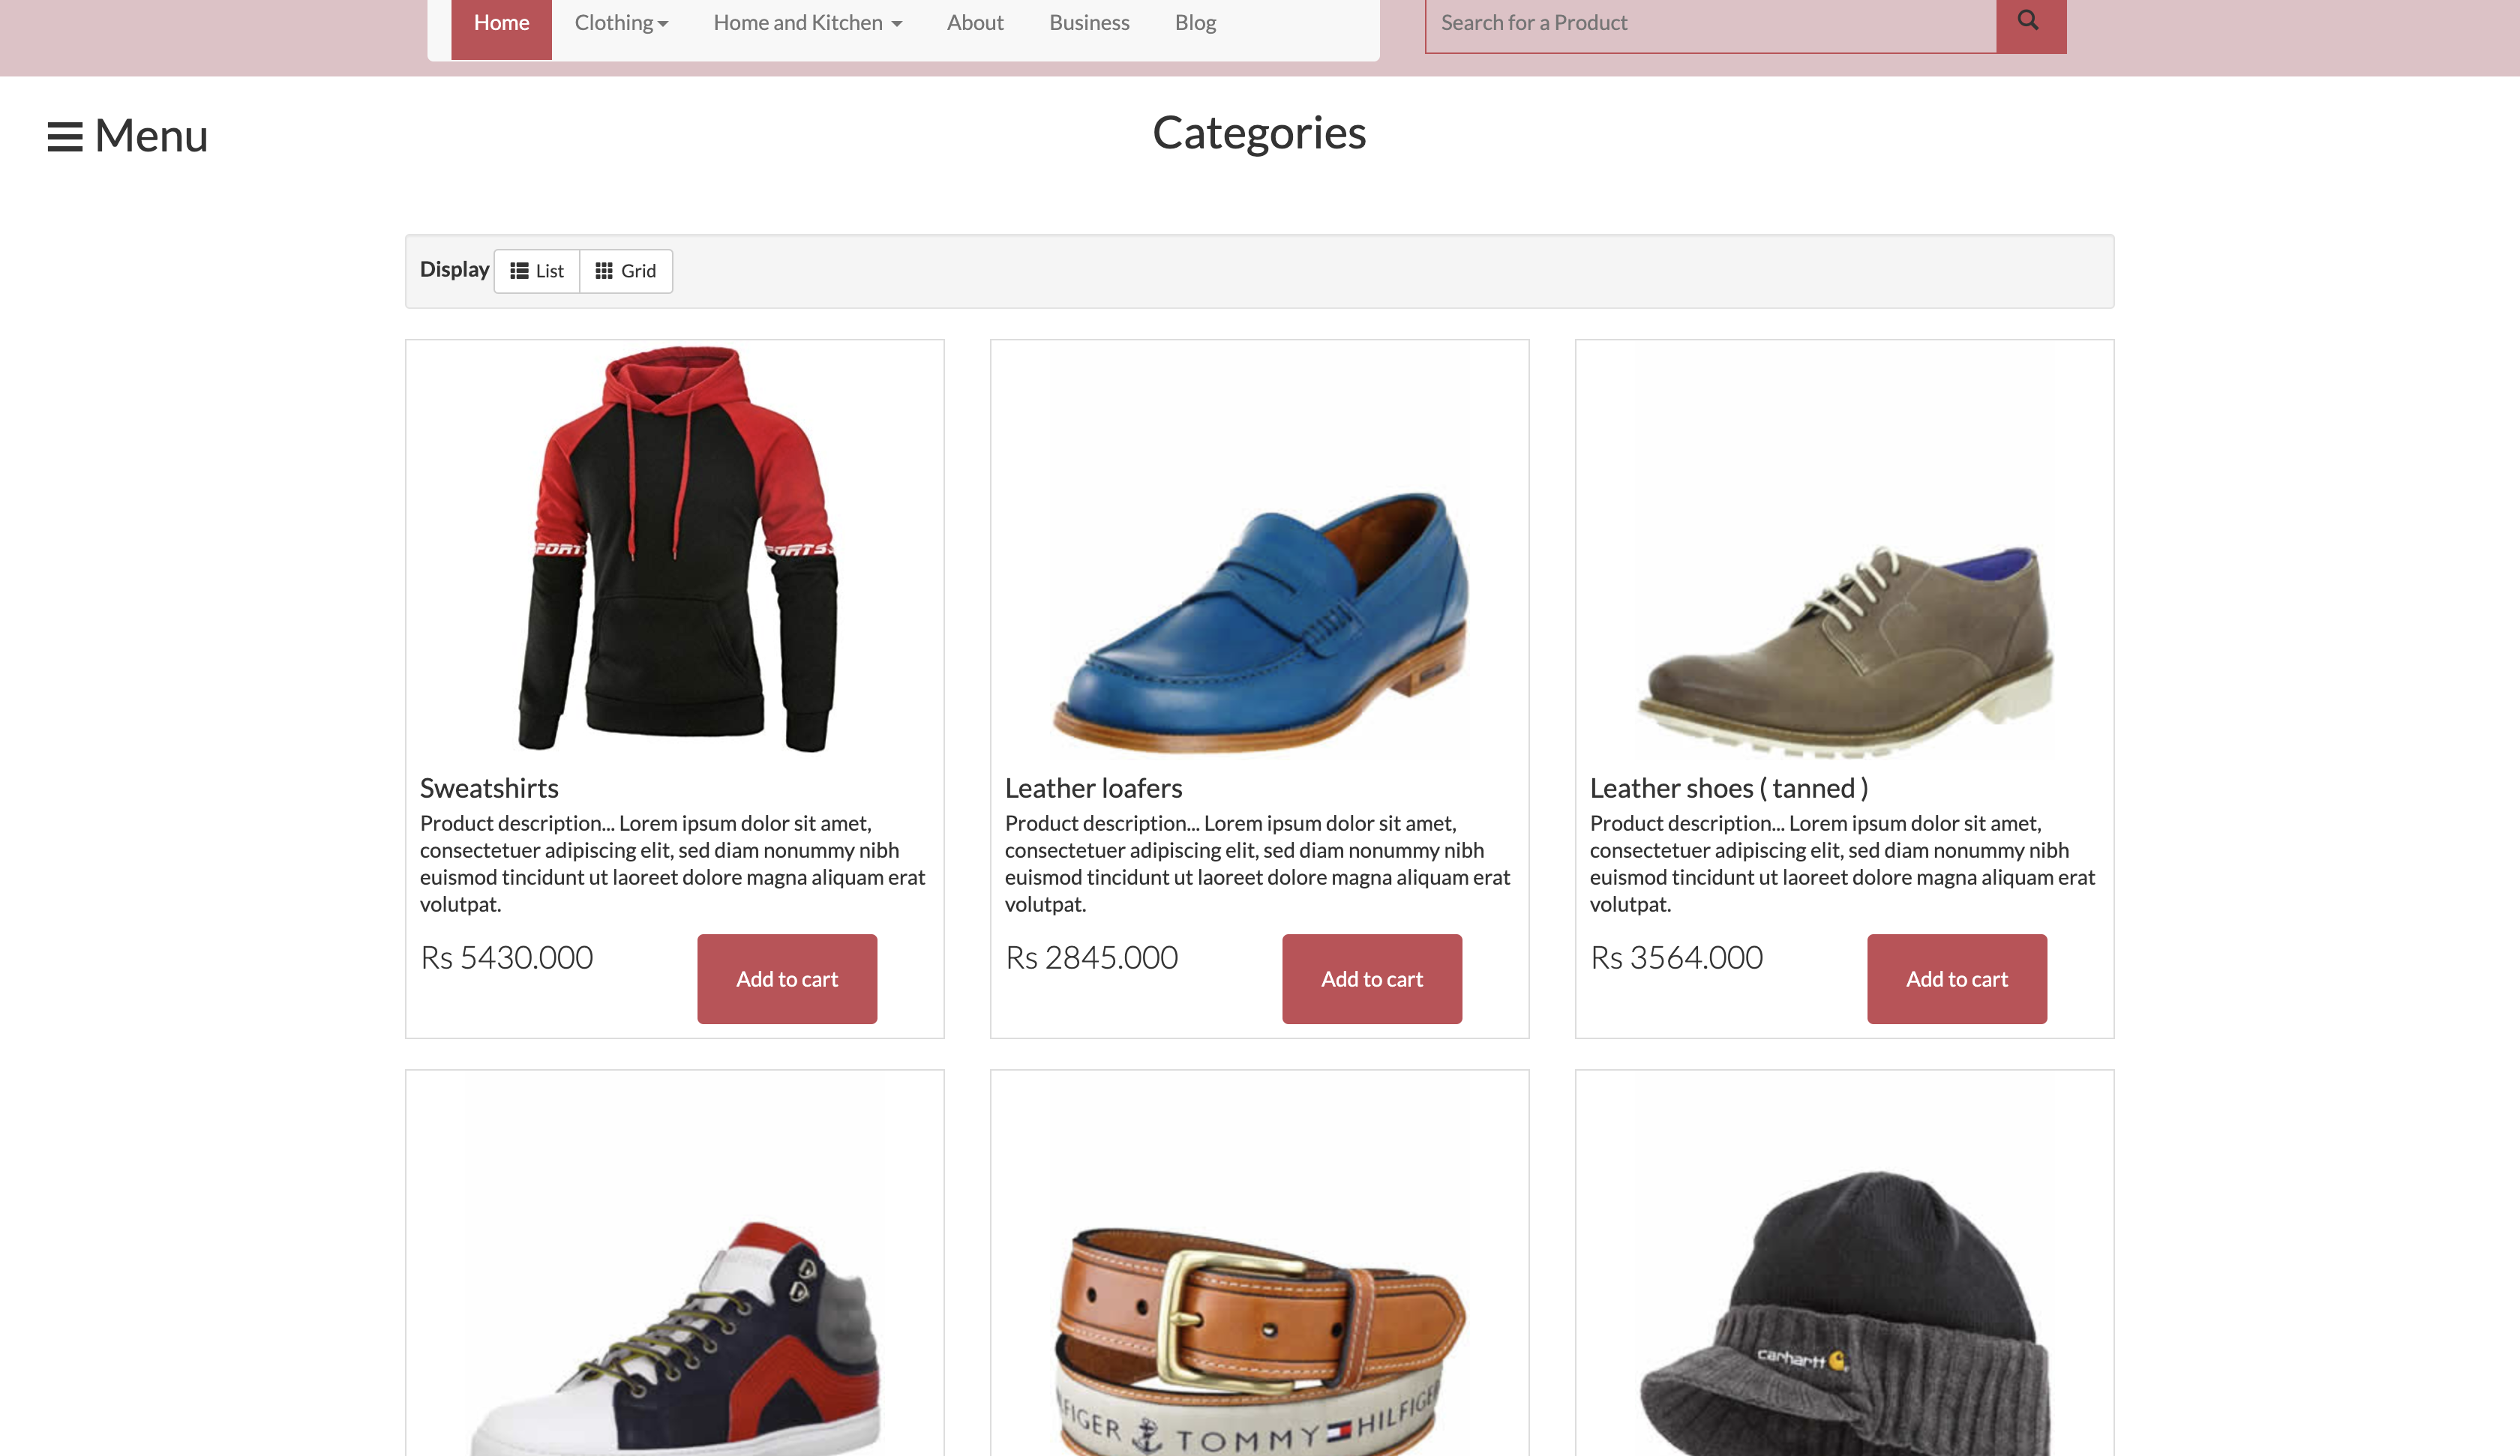 Home Clothing Home and Kitchen About Business Blog
Search for a Product
Menu
Categories
Display List Grid
PORTS
Sweatshirts
Product description... Lorem ipsum dolor sit amet,
consectetuer adipiscing elit, sed diam nonummy nibh
euismod tincidunt ut laoreet dolore magna aliquam erat
volutpat.
Rs 5430.000
Add to cart
Leather loafers
Product description... Lorem ipsum dolor sit amet,
consectetuer adipiscing elit, sed diam nonummy nibh
euismod tincidunt ut laoreet dolore magna aliquam erat
volutpat.
Rs 2845.000
Add to cart
Leather shoes ( tanned )
Product description... Lorem ipsum dolor sit amet,
consectetuer adipiscing elit, sed diam nonummy nibh
euismod tincidunt ut laoreet dolore magna aliquam erat
volutpat.
Rs 3564.000
Add to cart
FIGER TOMMY HILFIGE
carhartt